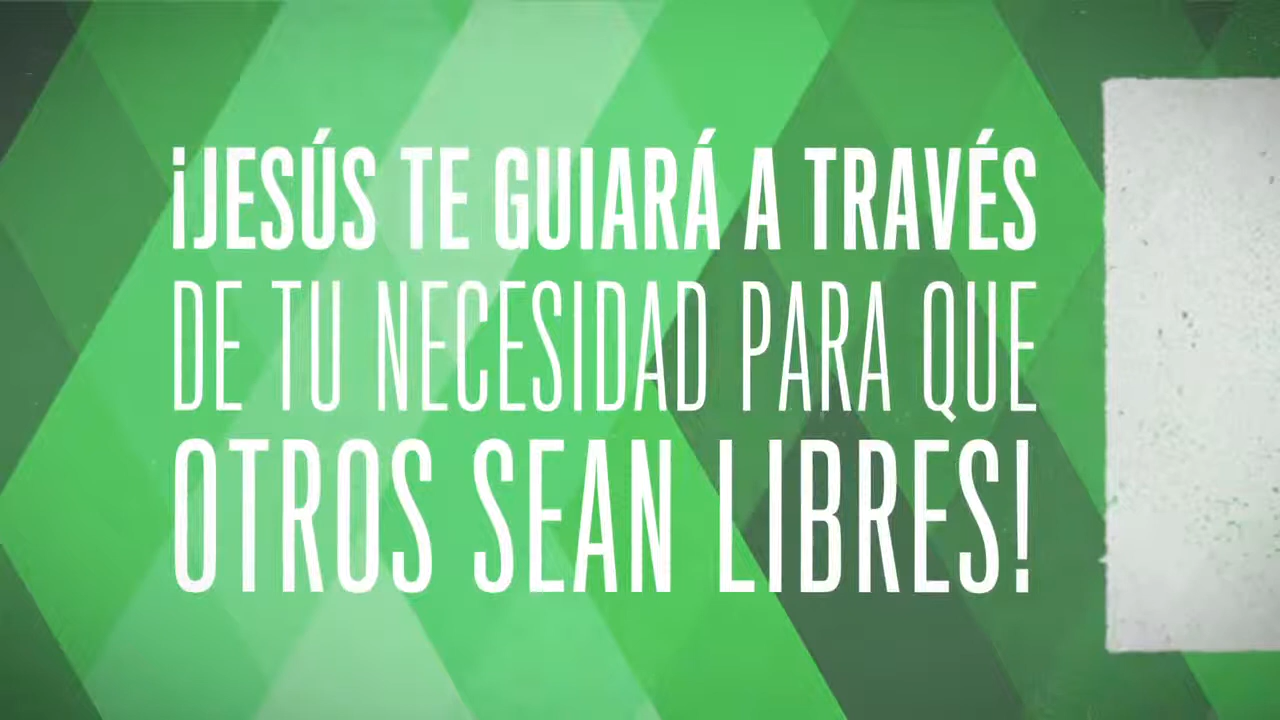 ¡JESÚS TE GUIARÁ A TRAVÉS
DE TU NECESIDAD PARA QUE
OTROS SEAN LIBRES!